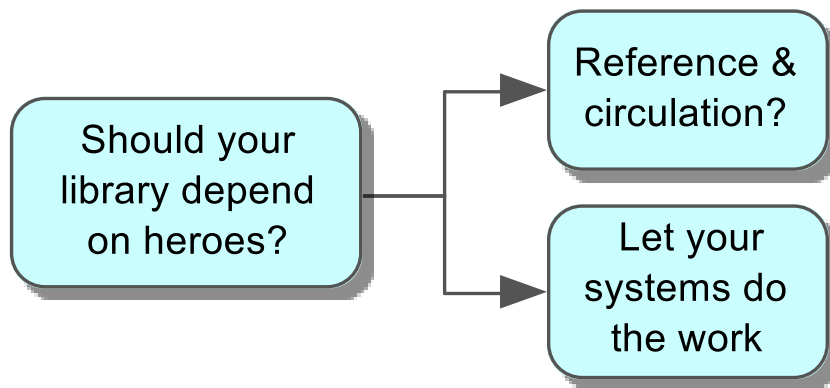 Should your
library depend
on heroes?
Reference &
circulation?
Let your
systems do
the work